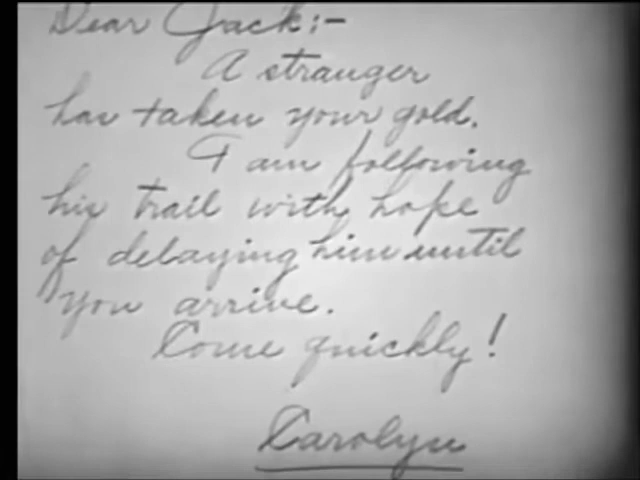 Dear Jack:-
A stranger
has taken your gold.
I am following
his trail with hope
of delaying him until
you arrive.
Come quickly!
Carolyn